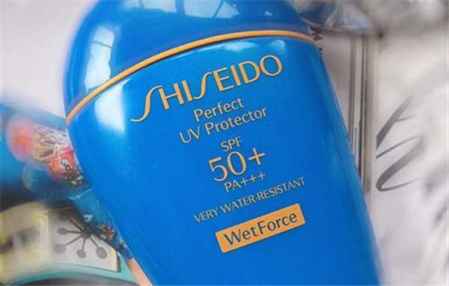 SHISEIDO
Perfect
UV Protector
SPF
50+
PA+++
VERY WATER-RESISTANT
WetForce